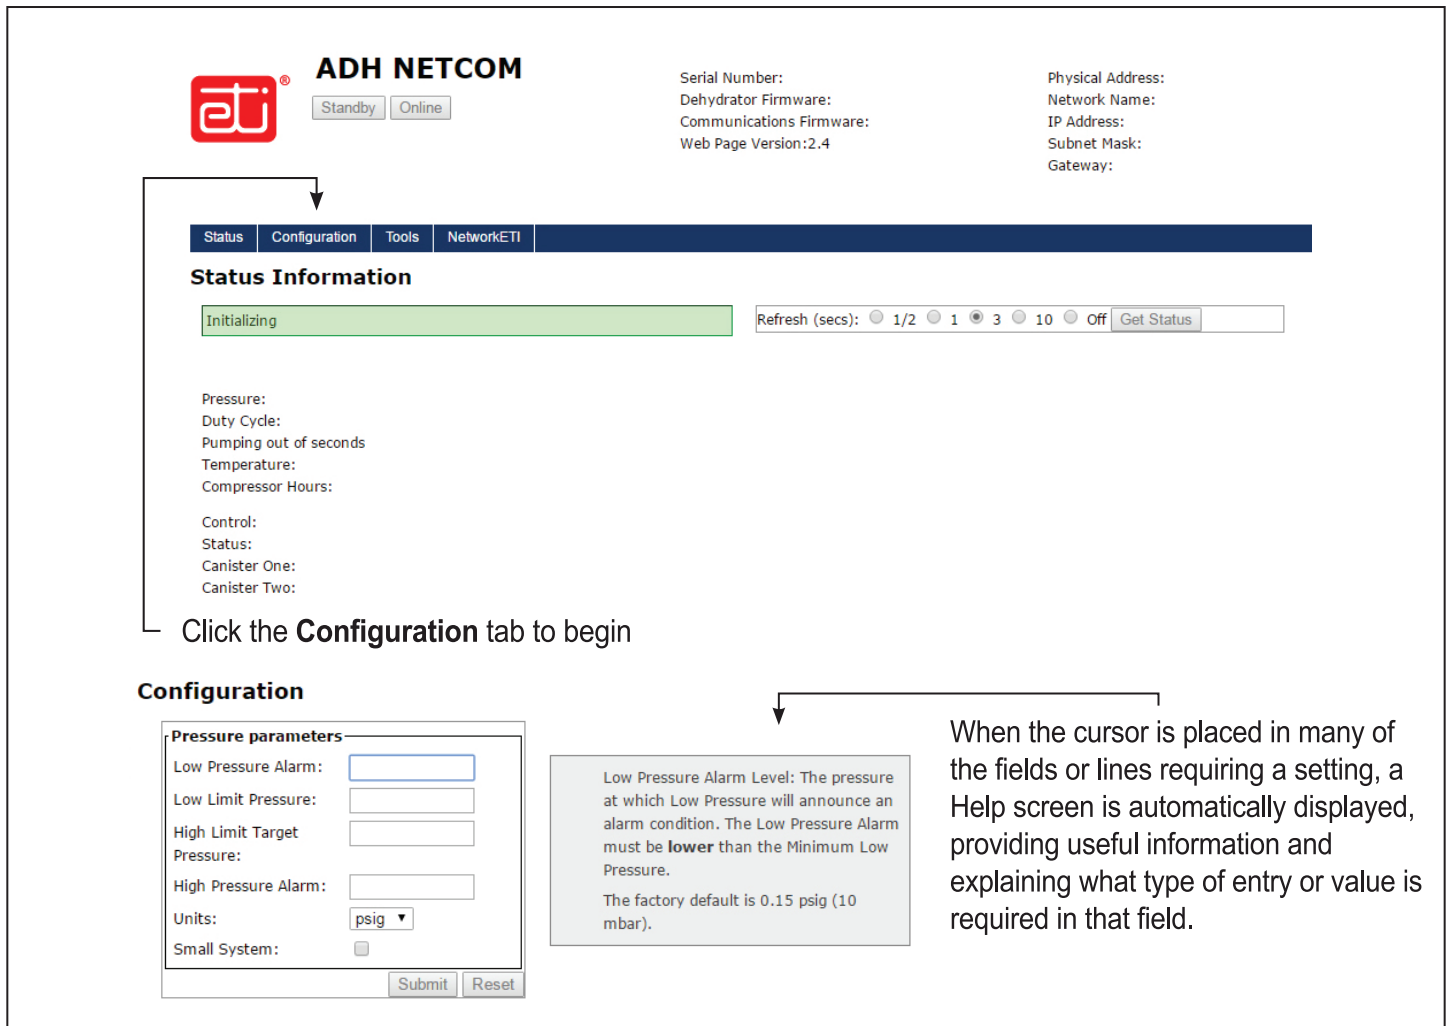 eti®
ADH NETCOM
Standby Online
Serial Number:
Dehydrator Firmware:
Communications Firmware:
Web Page Version:2.4
Physical Address:
Network Name:
IP Address:
Subnet Mask:
Gateway:
Status Configuration Tools NetworkETI
Status Information
Initializing
Refresh (secs): 1/2 1 3 10 Off Get Status
Pressure:
Duty Cycle:
Pumping out of seconds
Temperature:
Compressor Hours:
Control:
Status:
Canister One:
Canister Two:
Click the Configuration tab to begin
Configuration
Pressure parameters
Low Pressure Alarm:
Low Limit Pressure:
High Limit Target
Pressure:
High Pressure Alarm:
Units: psig
Small System:
Submit Reset
Low Pressure Alarm Level: The pressure
at which Low Pressure will announce an
alarm condition. The Low Pressure Alarm
must be lower than the Minimum Low
Pressure.
The factory default is 0.15 psig (10
mbar).
When the cursor is placed in many of
the fields or lines requiring a setting, a
Help screen is automatically displayed,
providing useful information and
explaining what type of entry or value is
required in that field.